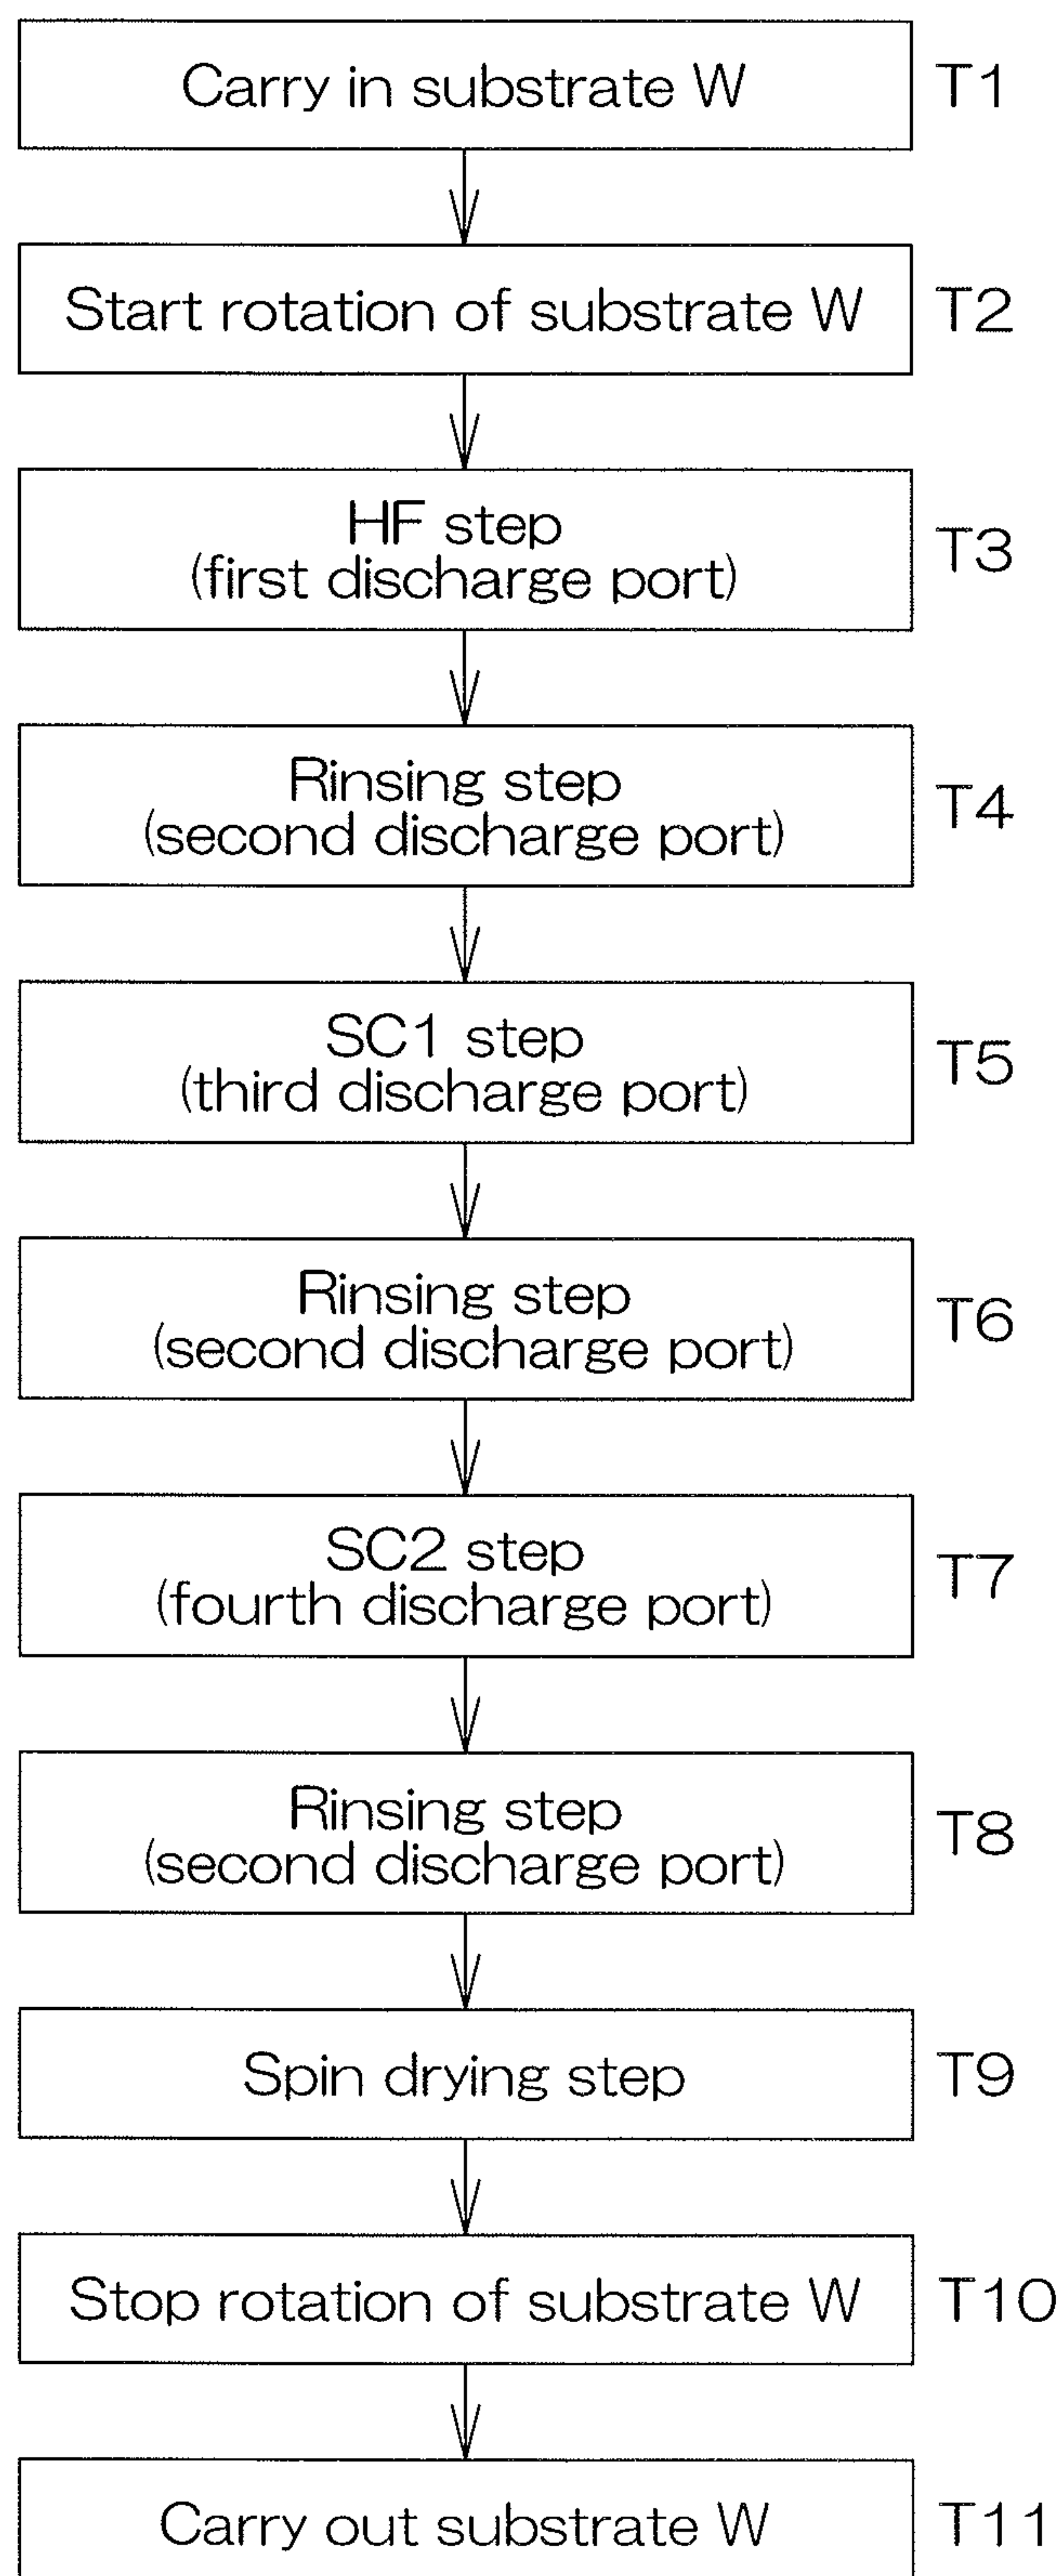 Carry in substrate W T1
Start rotation of substrate W T2
HF step
(first discharge port)
T3
Rinsing step
(second discharge port)
T4
SC1 step
(third discharge port)
T5
Rinsing step
(second discharge port)
T6
SC2 step
(fourth discharge port)
T7
Rinsing step
(second discharge port)
T8
Spin drying step T9
Stop rotation of substrate W T10
Carry out substrate W T11